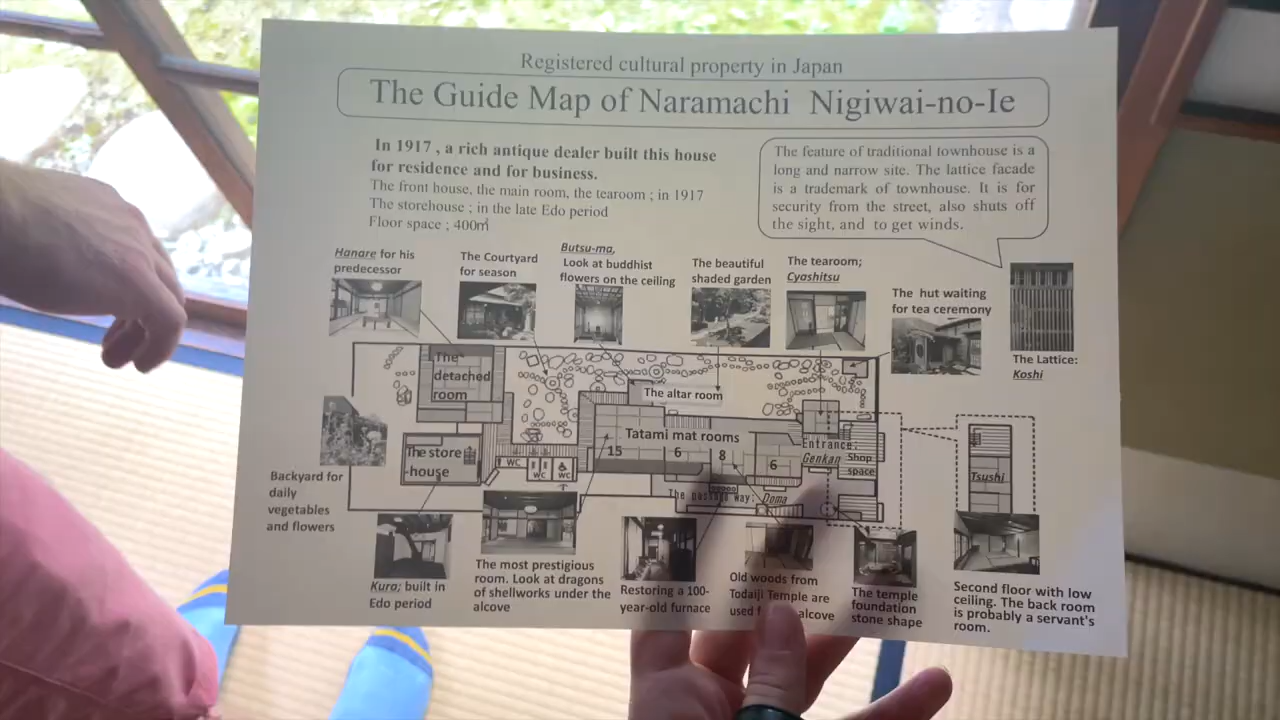 Registered cultural property in Japan
The Guide Map of Naramachi Nigiwai-no-Ie
In 1917 , a rich antique dealer built this house
for residence and for business.
The front house, the main room, the tearoom ; in 1917
The storehouse ; in the late Edo period
Floor space ; 400㎡
The feature of traditional townhouse is a
long and narrow site. The lattice facade
is a trademark of townhouse. It is for
security from the street, also shuts off
the sight, and to get winds.
Hanare for his
predecessor
The Courtyard
for season
Butsu-ma,
Look at buddhist
flowers on the ceiling
The beautiful
shaded garden
The tearoom;
Cyashitsu
The hut waiting
for tea ceremony
The Lattice:
Koshi
The
detached
room
The altar room
Tatami mat rooms
15
6
8
6
Entrance:
Genkan
Shop
space
The store
-house
WC
WC
WC
The passage way: Doma
Tsushi
Backyard for
daily
vegetables
and flowers
Kura; built in
Edo period
The most prestigious
room. Look at dragons
of shellworks under the
alcove
Restoring a 100-
year-old furnace
Old woods from
Todaiji Temple are
used alcove
The temple
foundation
stone shape
Second floor with low
ceiling. The back room
is probably a servant's
room.